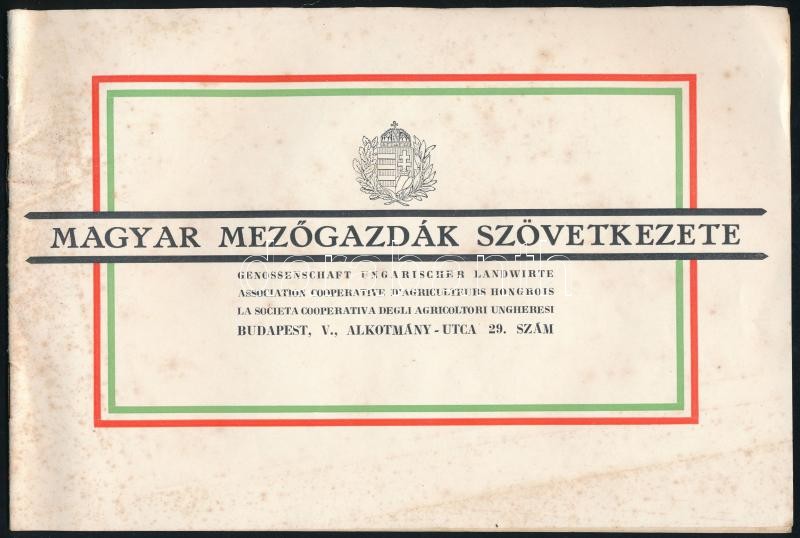 MAGYAR MEZŐGAZDÁK SZÖVETKEZETE
GENOSSENSCHAFT UNGARISCHER LANDWIRTE
ASSOCIATION COOPERATIVE D'AGRICULTEURS HONGROIS
LA SOCIETA COOPERATIVA DEGLI AGRICOLTORI UNGHERESI
BUDAPEST, V., ALKOTMÁNY-UTCA 29. SZÁM